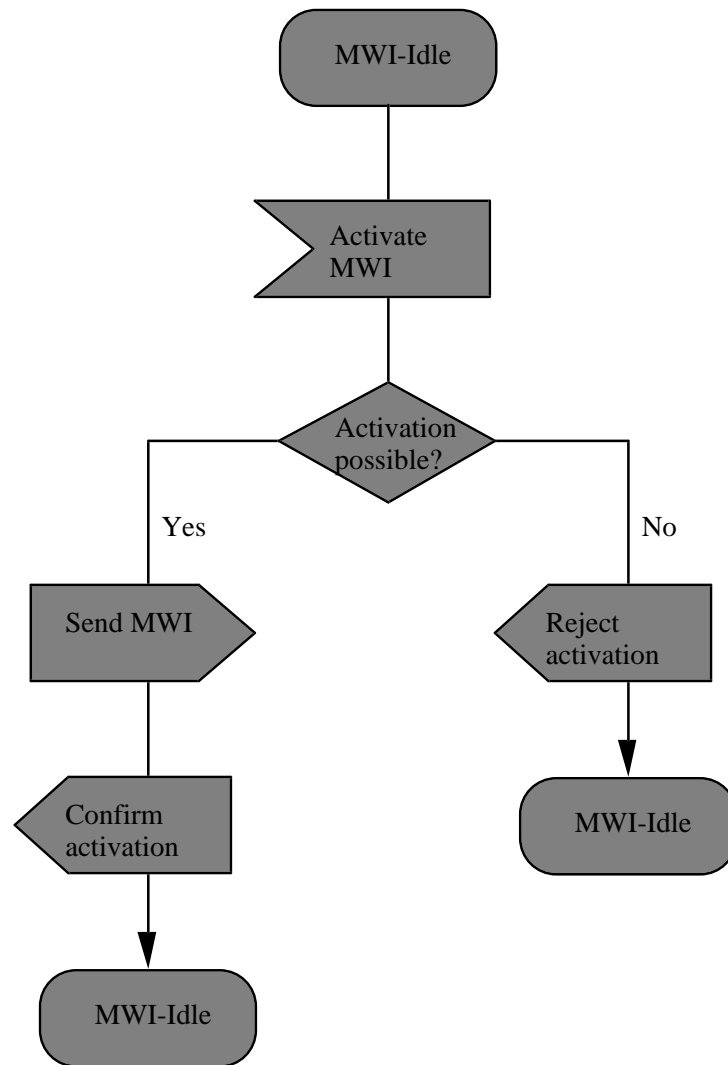 MWI-Idle
Activate
MWI
Activation
possible?
Yes
No
Send MWI
Reject
activation
Confirm
activation
MWI-Idle
MWI-Idle